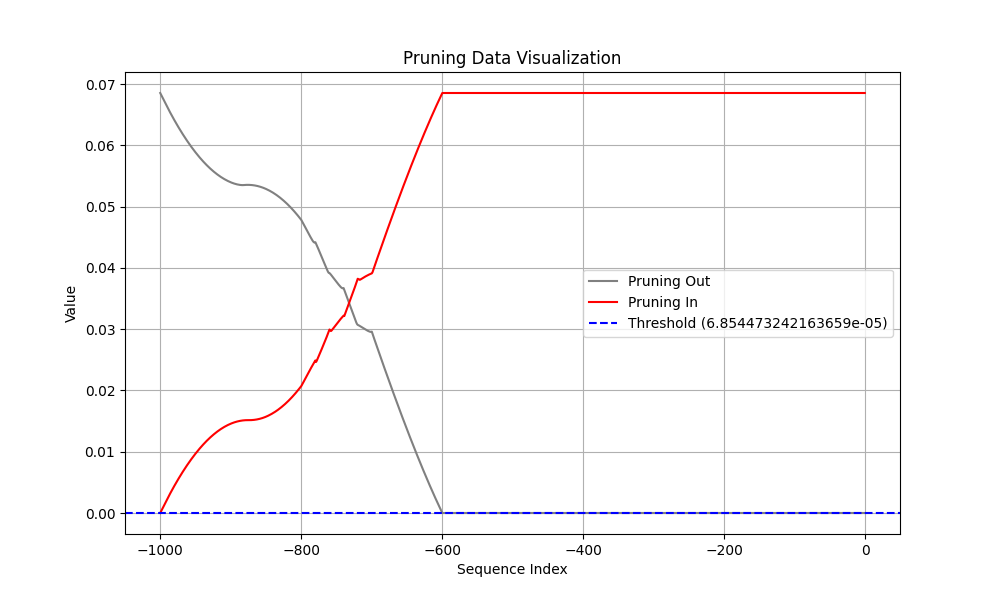 Pruning Data Visualization
Value
0.07
0.06
0.05
0.04
0.03
0.02
0.01
0.00
Pruning Out
Pruning In
Threshold (6.854473242163659e-05)
−1000
−800
−600
−400
−200
0
Sequence Index